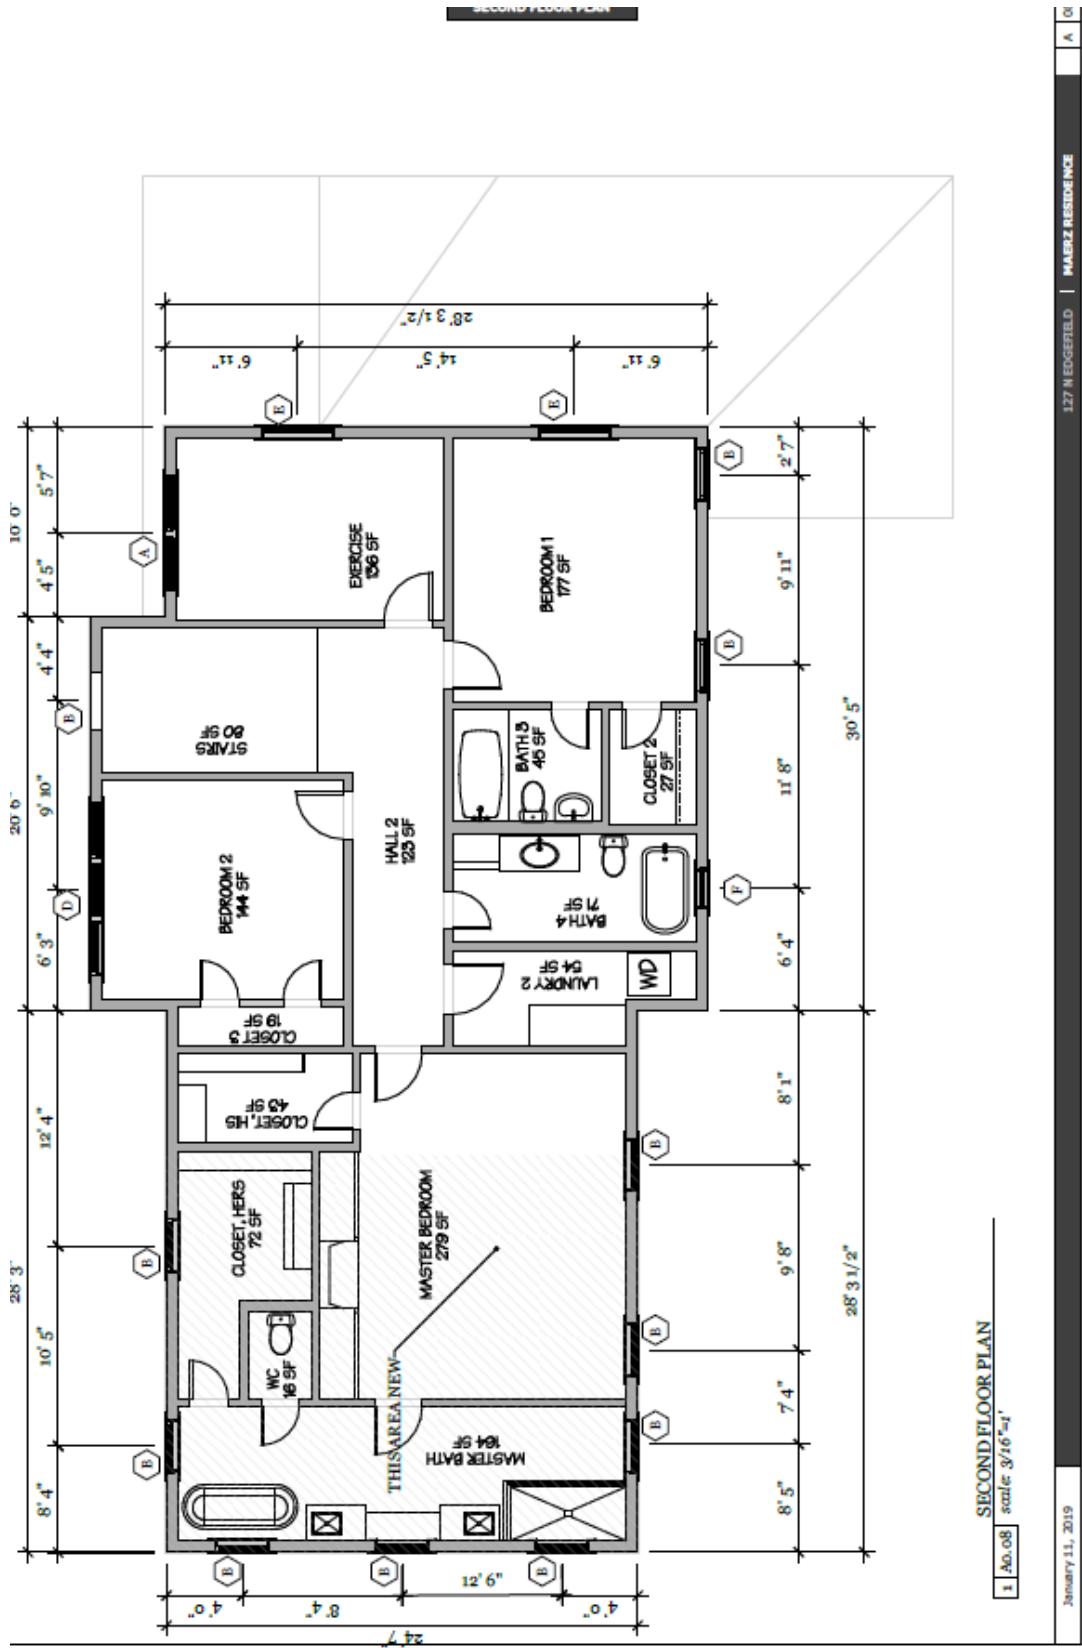 SECOND FLOOR PLAN
28' 3 1/2"
6' 11"
14' 5"
6' 11"
E
E
10' 0"
5' 7"
4' 5"
A
B
2' 7"
9' 11"
B
EXERCISE
136 SF
BEDROOM 1
177 SF
4' 4"
B
STAIRS
80 SF
20' 6"
9' 10"
BATH 3
45 SF
CLOSET 2
27 SF
11' 8"
30' 5"
HALL 2
123 SF
BEDROOM 2
144 SF
D
6' 3"
BATH 4
71 SF
F
6' 4"
LAUNDRY 2
54 SF
WD
CLOSET 3
19 SF
CLOSET, HIS
43 SF
12' 4"
8' 1"
B
CLOSET, HERS
72 SF
MASTER BEDROOM
279 SF
B
28' 3"
9' 8"
28' 3 1/2"
B
10' 5"
WC
16 SF
THIS AREA NEW
7' 4"
B
MASTER BATH
164 SF
B
8' 4"
8' 5"
B
B
B
12' 6"
4' 0"
8' 4"
4' 0"
24' 7"
SECOND FLOOR PLAN
1 A0.08 scale: 3/16"=1'
January 11, 2019
127 N EDGEFIELD | MAERZ RESIDENCE
A